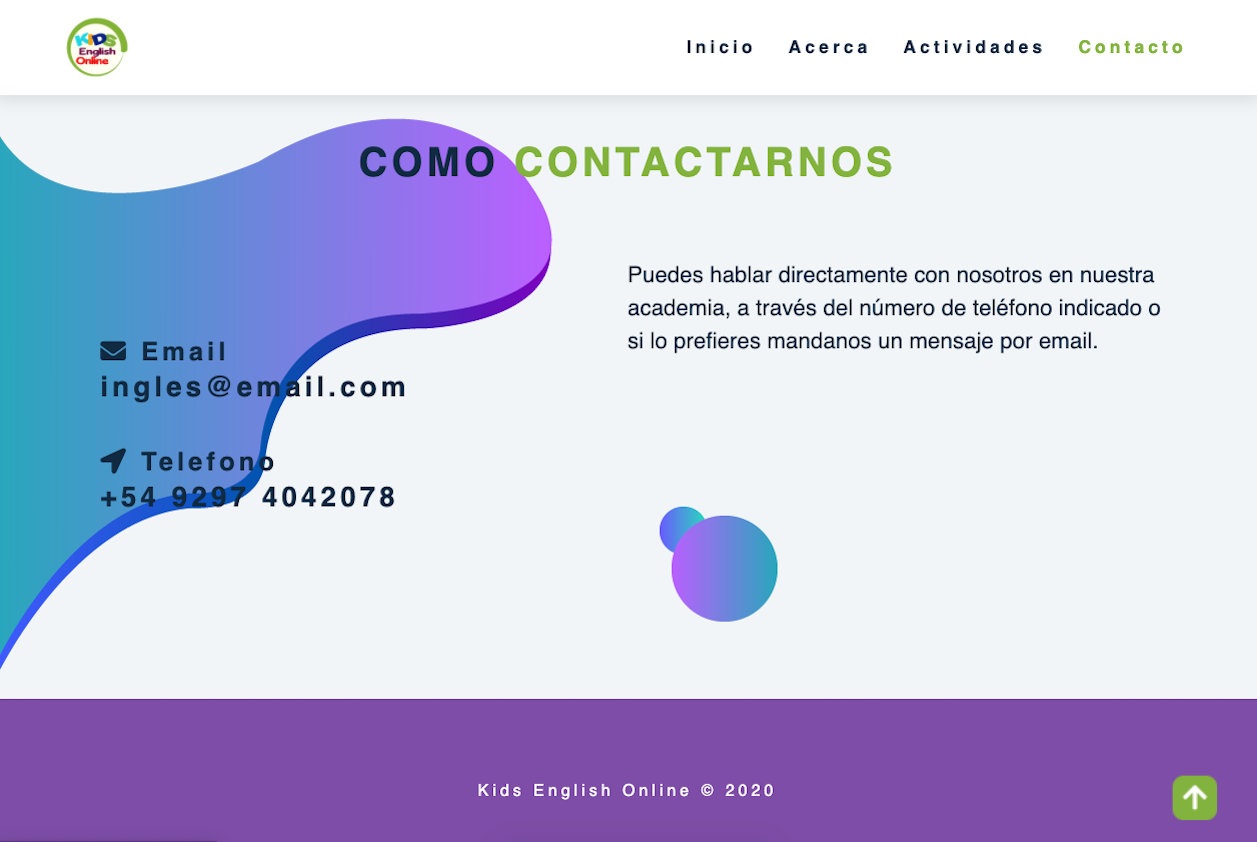 KIDS
English
Online
Inicio Acerca Actividades Contacto
COMO CONTACTARNOS
Puedes hablar directamente con nosotros en nuestra
academia, a través del número de teléfono indicado o
si lo prefieres mandanos un mensaje por email.
Email
ingles@email.com
Telefono
+54 9297 4042078
Kids English Online © 2020